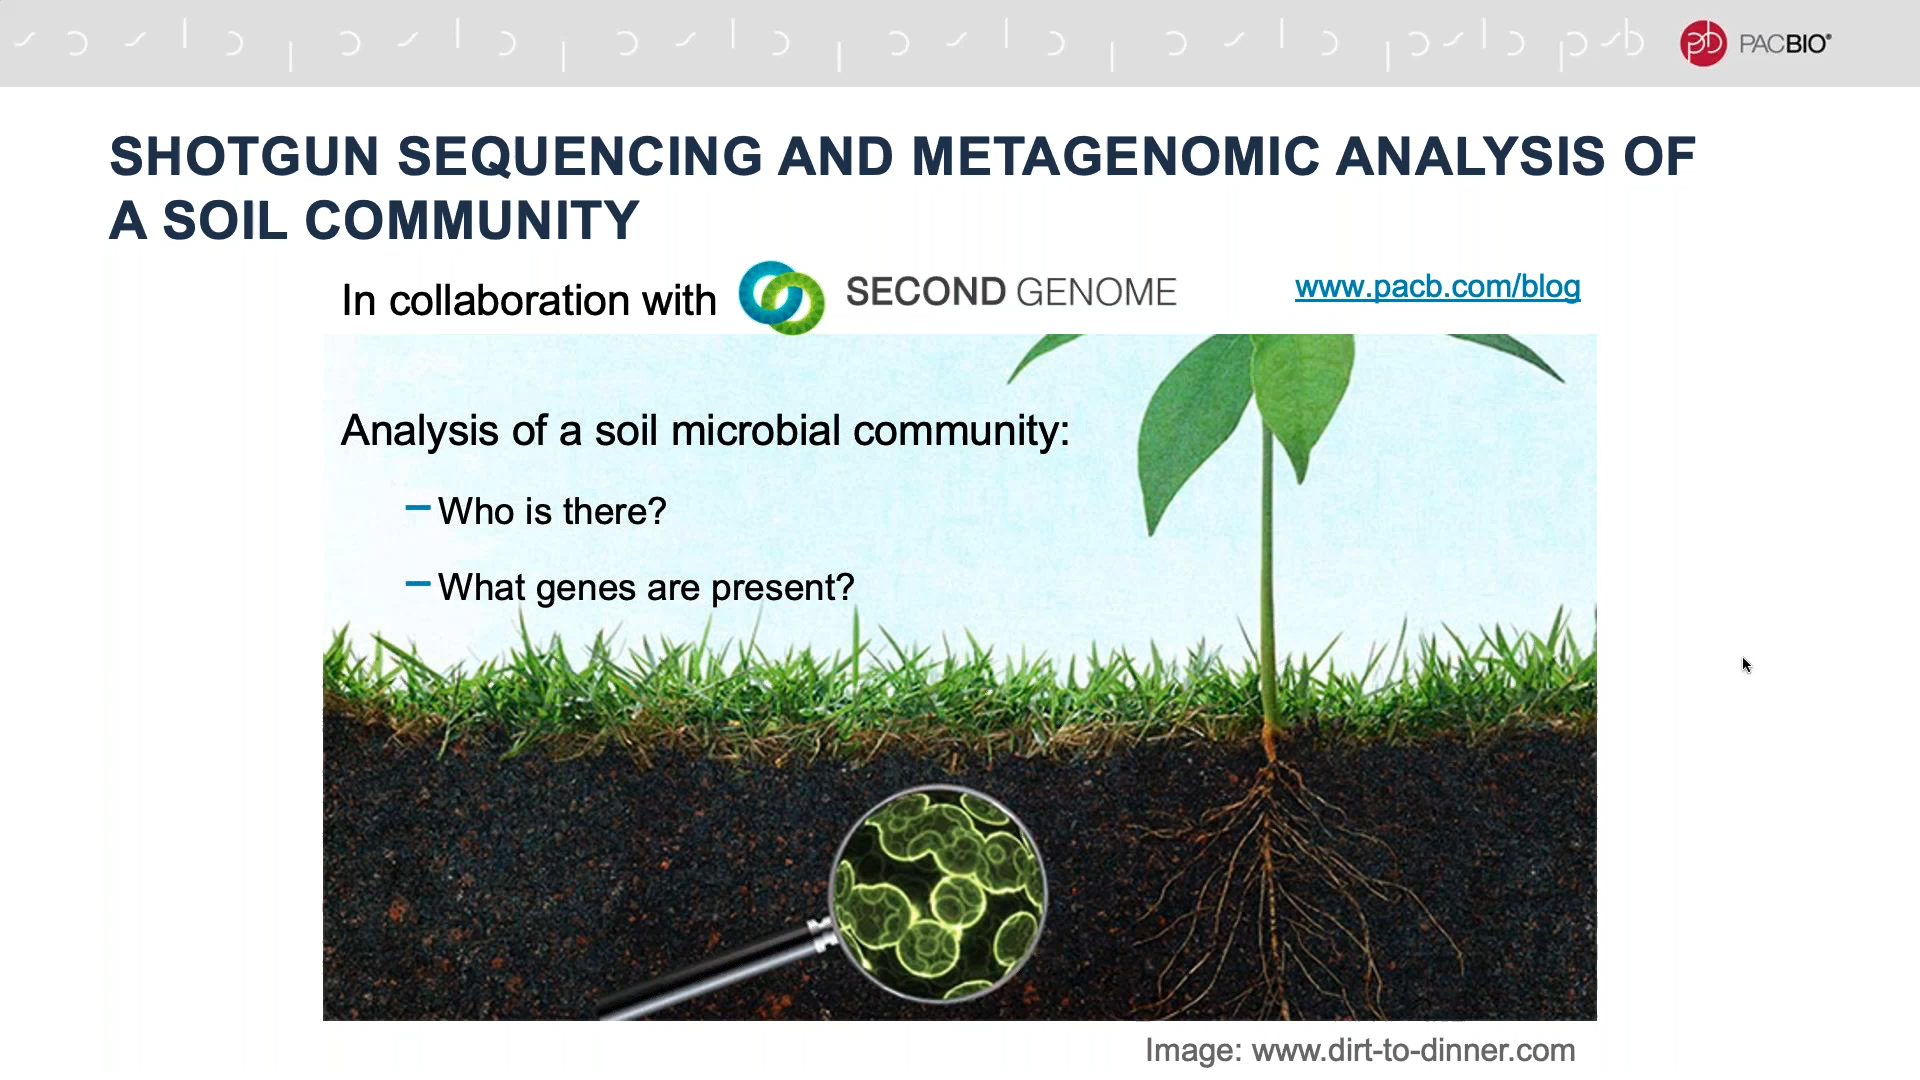 PACBIO®
SHOTGUN SEQUENCING AND METAGENOMIC ANALYSIS OF
A SOIL COMMUNITY
In collaboration with SECOND GENOME www.pacb.com/blog
Analysis of a soil microbial community:
– Who is there?
– What genes are present?
Image: www.dirt-to-dinner.com